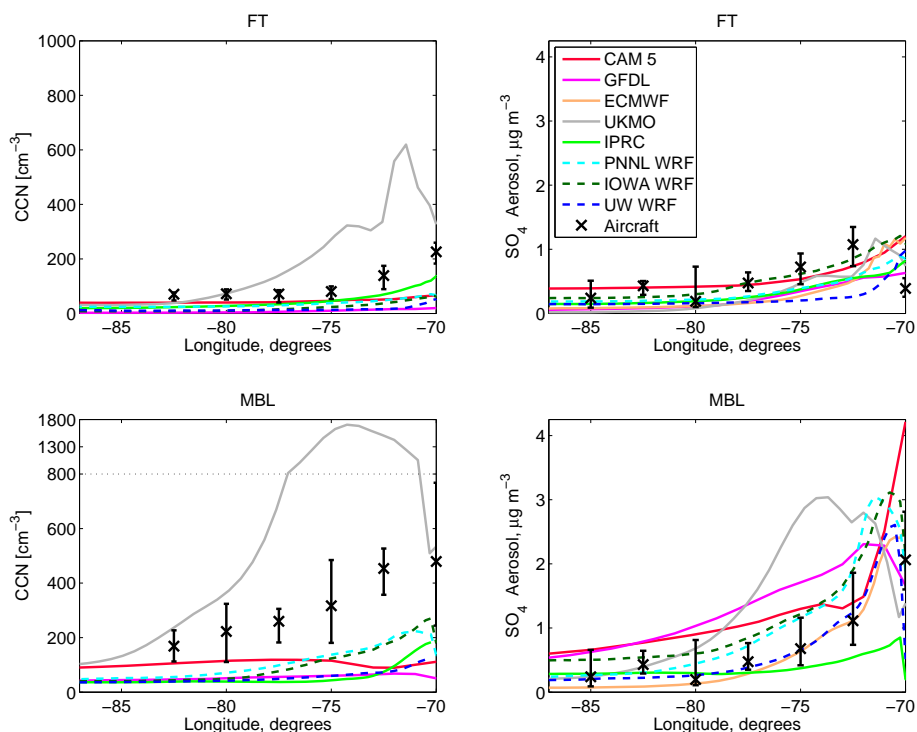 FT
CCN [cm−3]
1000
800
600
400
200
0
−85
−80
−75
−70
Longitude, degrees
FT
SO4 Aerosol, µg m−3
4
3
2
1
0
CAM 5
GFDL
ECMWF
UKMO
IPRC
PNNL WRF
IOWA WRF
UW WRF
Aircraft
−85
−80
−75
−70
Longitude, degrees
MBL
CCN [cm−3]
1800
1300
800
600
400
200
0
−85
−80
−75
−70
Longitude, degrees
MBL
SO4 Aerosol, µg m−3
4
3
2
1
0
−85
−80
−75
−70
Longitude, degrees